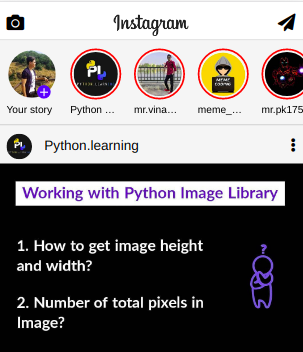 Instagram
Your story
Python ...
mr.vina...
meme_...
mr.pk175
Python.learning
Working with Python Image Library
1. How to get image height
and width?
2. Number of total pixels in
Image?
?